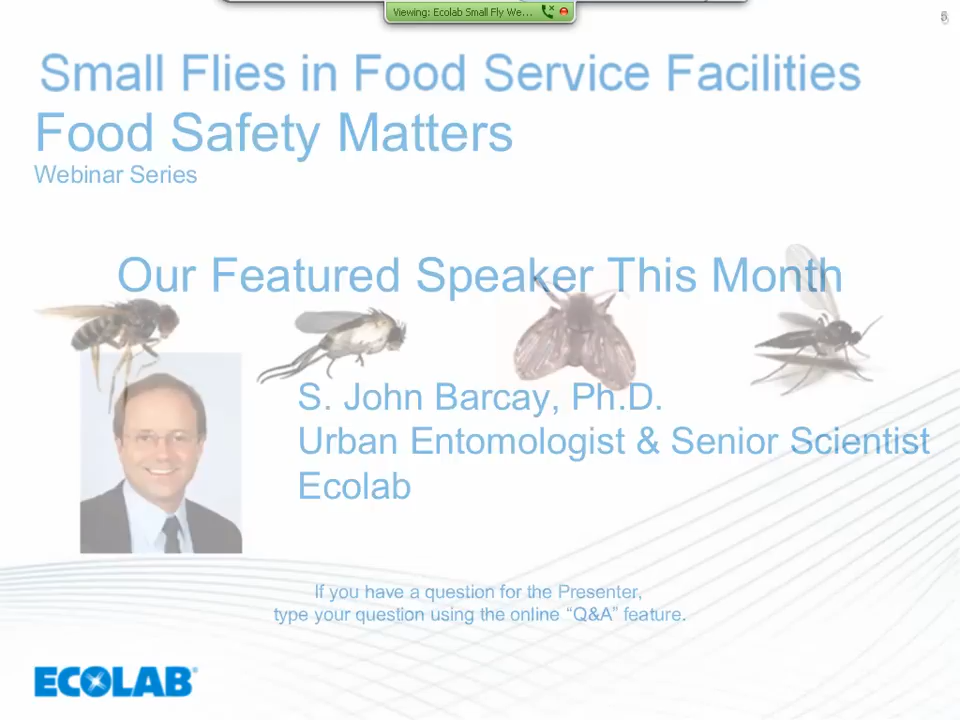 Viewing: Ecolab Small Fly We...
Small Flies in Food Service Facilities
Food Safety Matters
Webinar Series
Our Featured Speaker This Month
S. John Barcay, Ph.D.
Urban Entomologist & Senior Scientist
Ecolab
If you have a question for the Presenter,
type your question using the online “Q&A” feature.
ECOLAB®